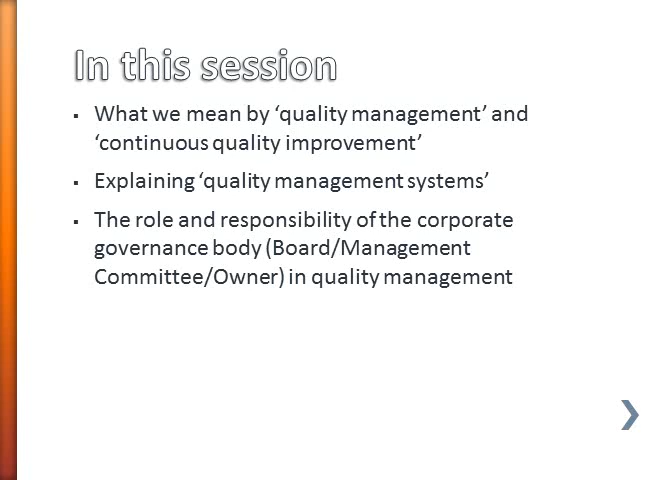 In this session
▪ What we mean by ‘quality management’ and
‘continuous quality improvement’
▪ Explaining ‘quality management systems’
▪ The role and responsibility of the corporate
governance body (Board/Management
Committee/Owner) in quality management